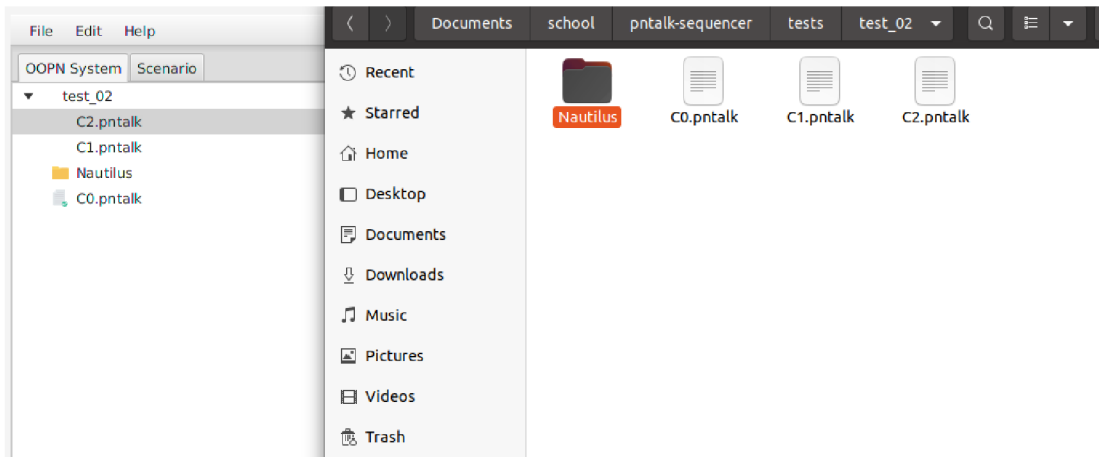 File Edit Help
OOPN System Scenario
test_02
C2.pntalk
C1.pntalk
Nautilus
C0.pntalk
Documents school pntalk-sequencer tests test_02
Recent
Starred
Home
Desktop
Documents
Downloads
Music
Pictures
Videos
Trash
Nautilus C0.pntalk C1.pntalk C2.pntalk